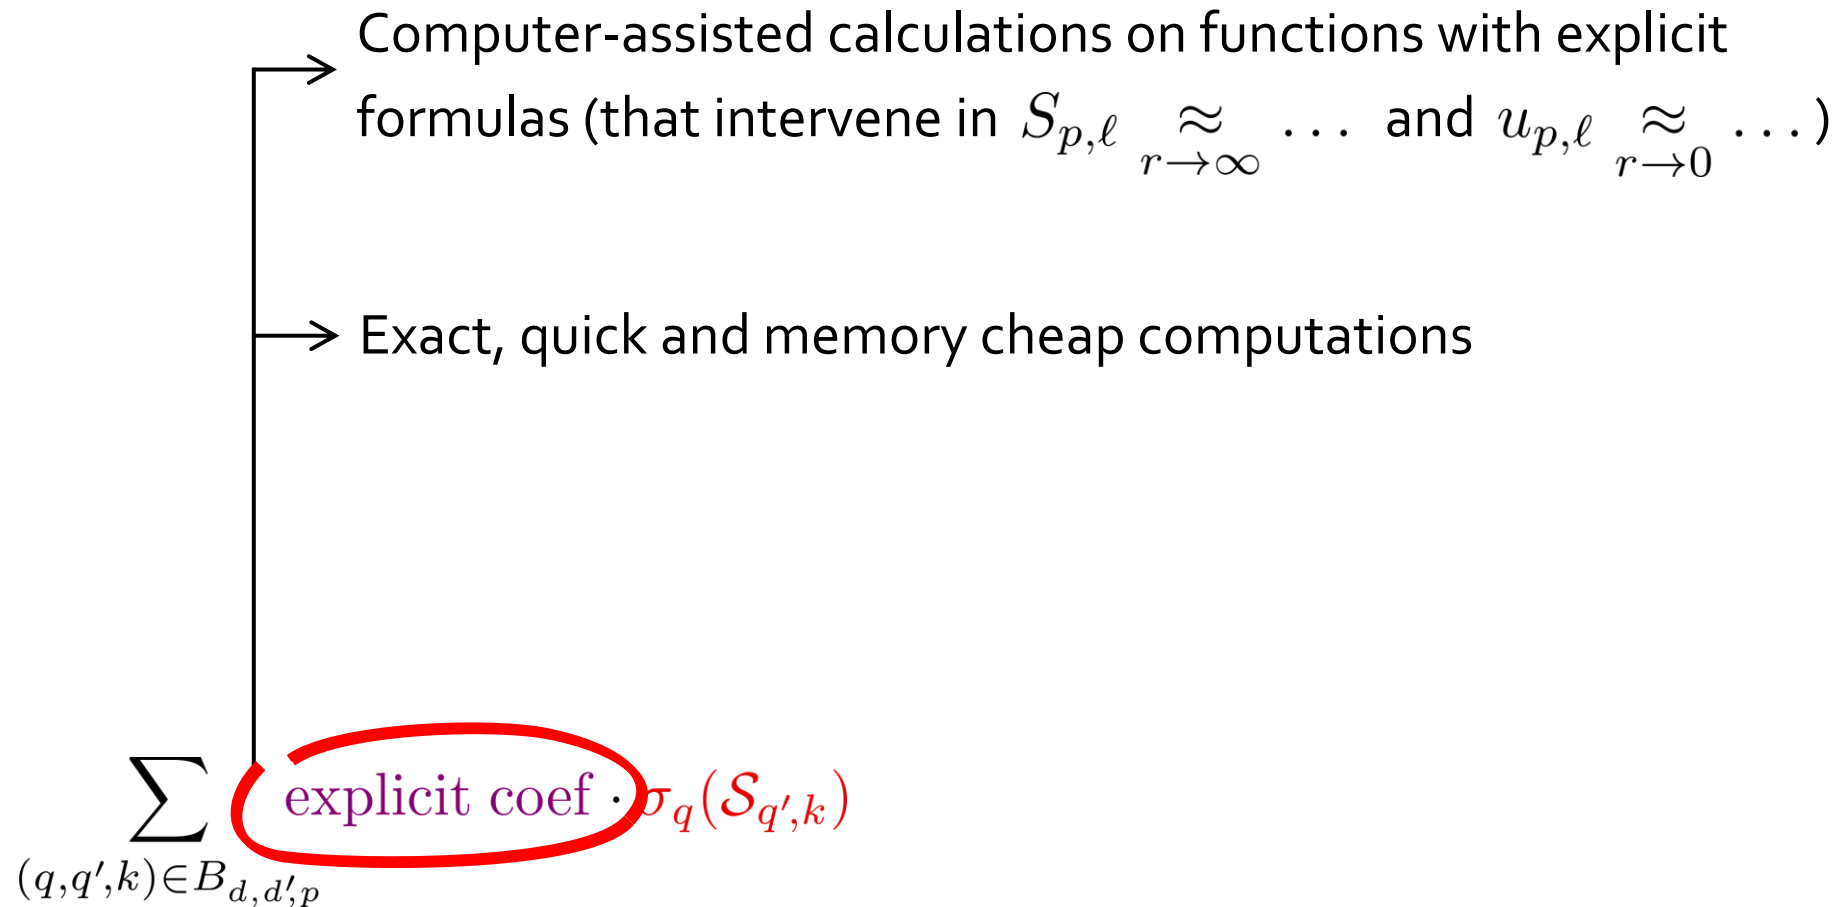 Computer-assisted calculations on functions with explicit
formulas (that intervene in $S_{p,\ell} \underset{r \to \infty}{\approx} \ldots$ and $u_{p,\ell} \underset{r \to 0}{\approx} \ldots$)
Exact, quick and memory cheap computations
$\sum_{(q,q',k) \in B_{d,d',p}} \text{explicit coef} \cdot \sigma_q(\mathcal{S}_{q',k})$